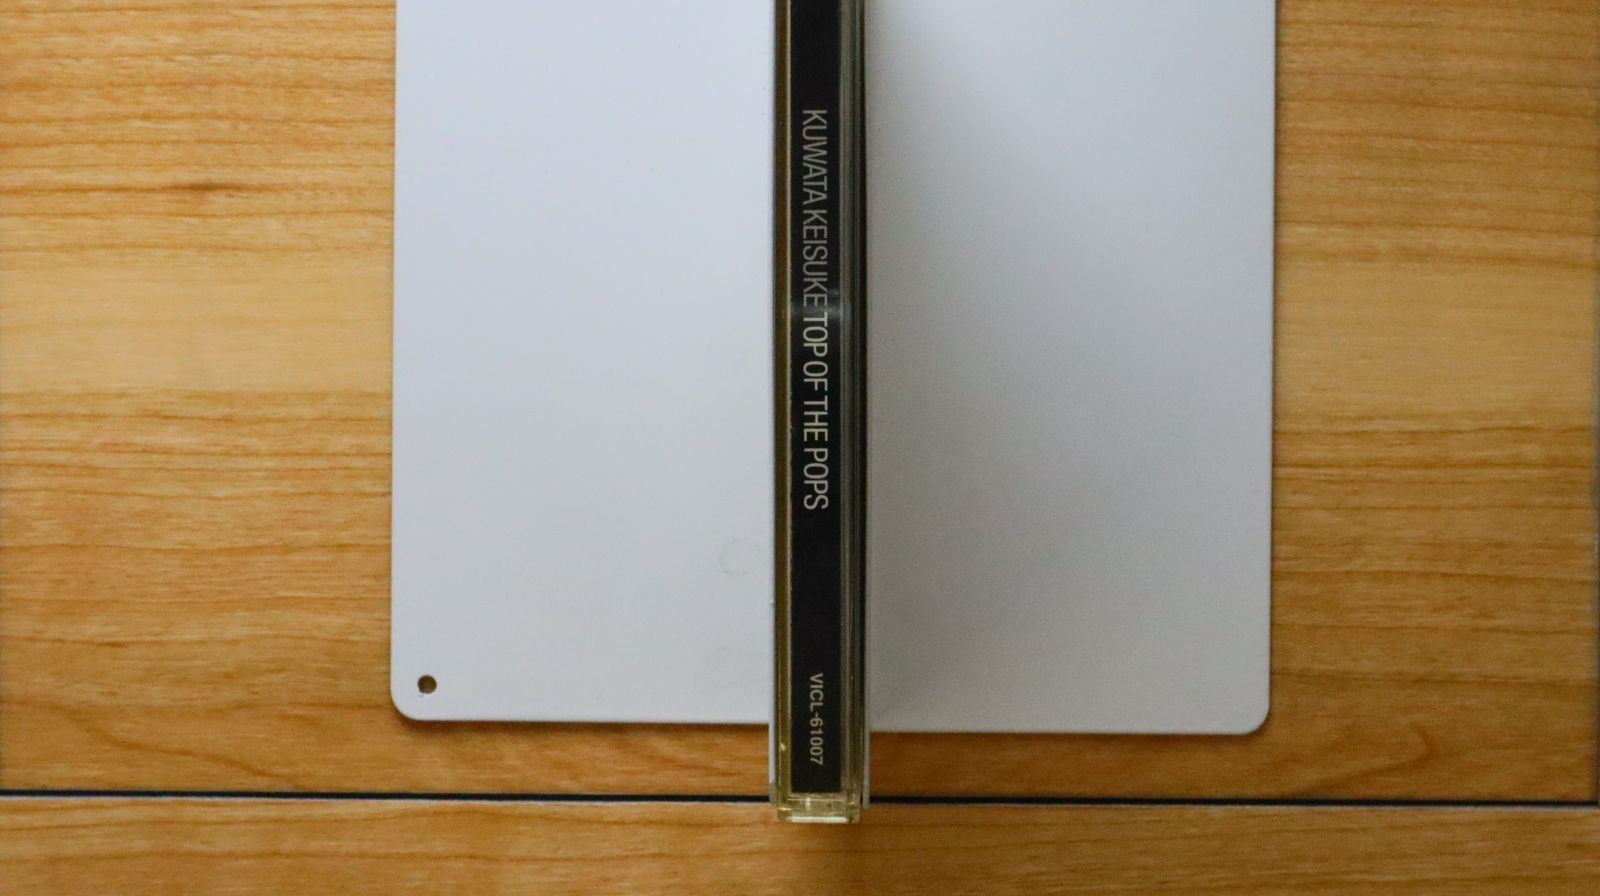 KUWATA KEISUKE TOP OF THE POPS
VICL-61007